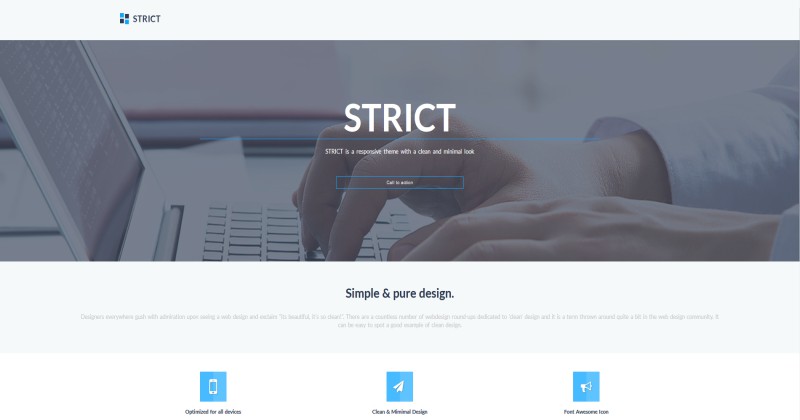 STRICT
STRICT
STRICT is a responsive theme with a clean and minimal look
Call to action
Simple & pure design.
Designers everywhere gush with admiration upon seeing a web design and exclaim "its beautiful, it's so clean!". There are a countless number of webdesign round-ups dedicated to 'clean' design and it is a term thrown around quite a bit in the web design community. It
can be easy to spot a good example of clean design.
Optimized for all devices
Clean & Mimimal Design
Font Awesome Icon